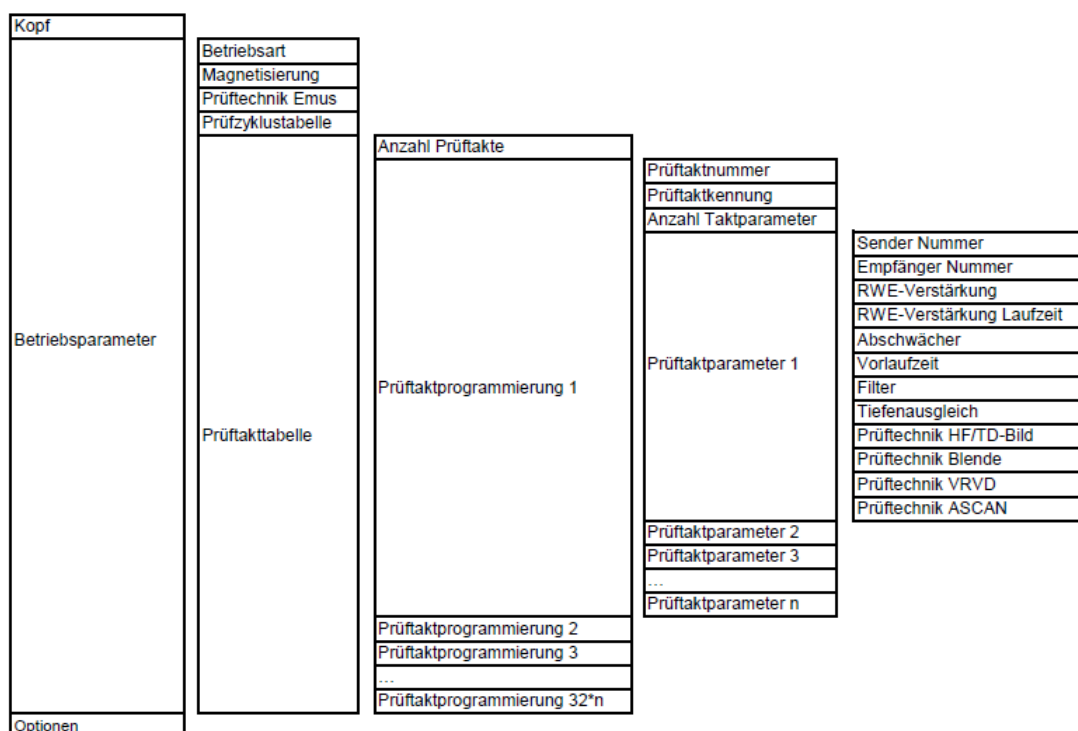 Kopf
Betriebsparameter
Optionen
Betriebsart
Magnetisierung
Prüftechnik Emus
Prüfzyklustabelle
Prüftakttabelle
Anzahl Prüftakte
Prüftaktprogrammierung 1
Prüftaktprogrammierung 2
Prüftaktprogrammierung 3
...
Prüftaktprogrammierung 32*n
Prüftaktnummer
Prüftaktkennung
Anzahl Taktparameter
Prüftaktparameter 1
Prüftaktparameter 2
Prüftaktparameter 3
...
Prüftaktparameter n
Sender Nummer
Empfänger Nummer
RWE-Verstärkung
RWE-Verstärkung Laufzeit
Abschwächer
Vorlaufzeit
Filter
Tiefenausgleich
Prüftechnik HF/TD-Bild
Prüftechnik Blende
Prüftechnik VRVD
Prüftechnik ASCAN